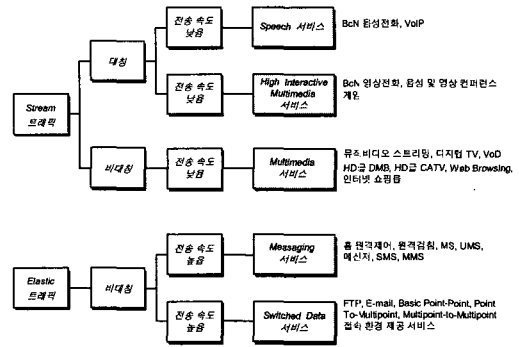 Stream
트래픽
대칭
전송 속도
낮음
Speech 서비스
BcN 음성전화, VoIP
전송 속도
낮음
High Interactive
Multimedia
서비스
BcN 영상전화, 음성 및 영상 컨퍼런스
게임
비대칭
전송 속도
낮음
Multimedia
서비스
뮤직비디오 스트리밍, 디지털 TV, VoD
HD급 DMB, HD급 CATV, Web Browsing,
인터넷 쇼핑몰
Elastic
트래픽
비대칭
전송 속도
높음
Messaging
서비스
홈 원격제어, 원격검침, MS, UMS,
메신저, SMS, MMS
전송 속도
높음
Switched Data
서비스
FTP, E-mail, Basic Point-Point, Point
To-Multipoint, Multipoint-to-Multipoint
접속 환경 제공 서비스